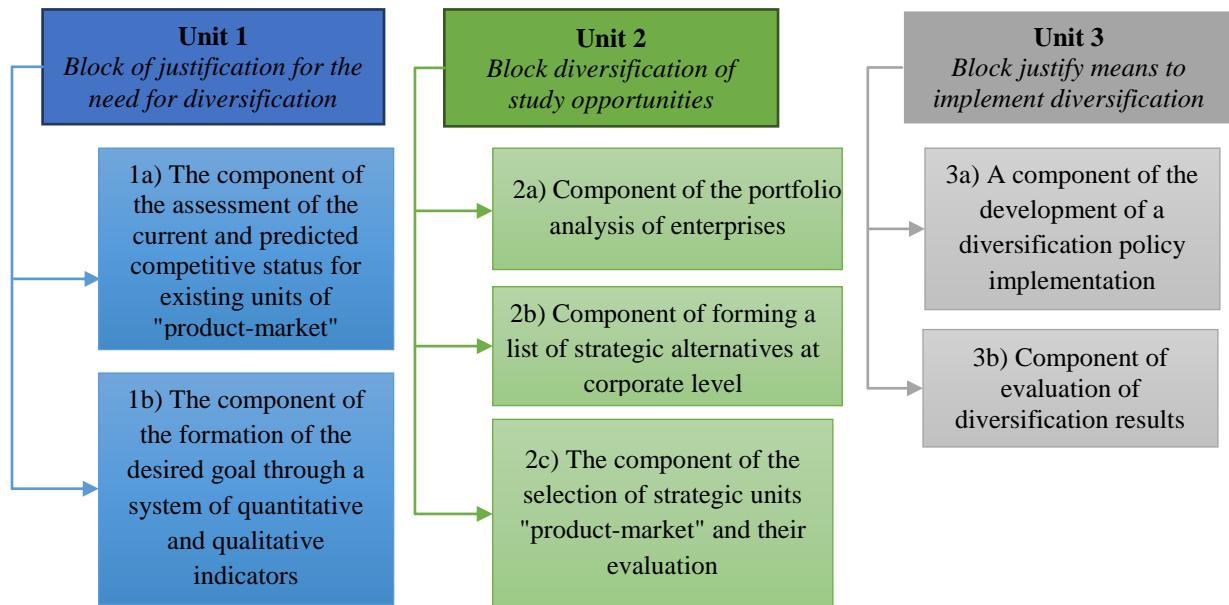 Unit 1
Block of justification for the
need for diversification
1a) The component of
the assessment of the
current and predicted
competitive status for
existing units of
"product-market"
1b) The component of
the formation of the
desired goal through a
system of quantitative
and qualitative
indicators
Unit 2
Block diversification of
study opportunities
2a) Component of the portfolio
analysis of enterprises
2b) Component of forming a
list of strategic alternatives at
corporate level
2c) The component of the
selection of strategic units
"product-market" and their
evaluation
Unit 3
Block justify means to
implement diversification
3a) A component of the
development of a
diversification policy
implementation
3b) Component of
evaluation of
diversification results